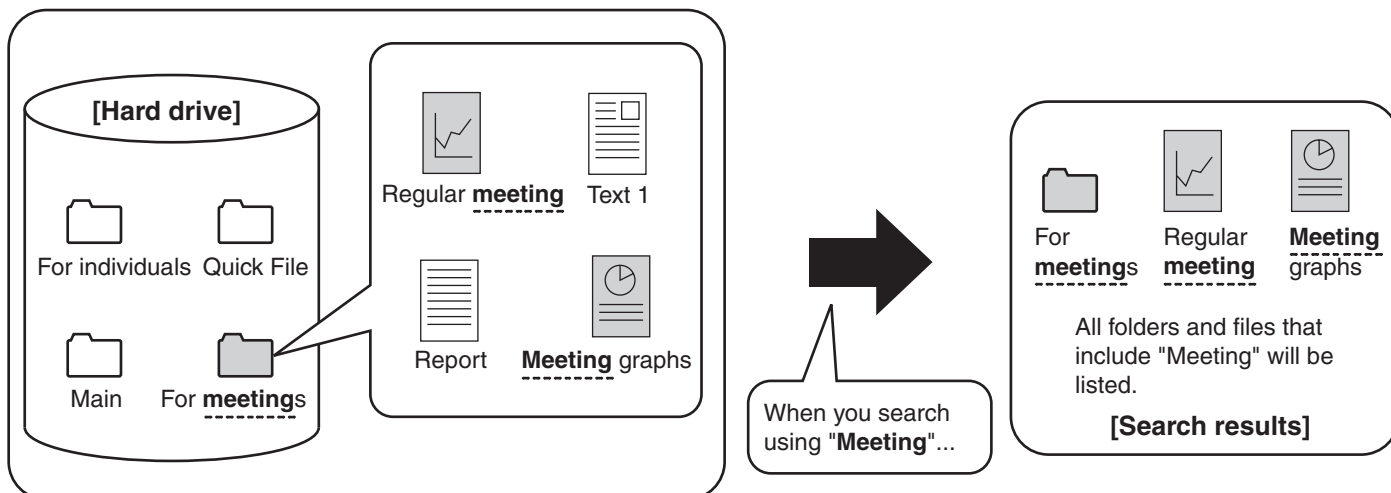 [Hard drive]
For individuals
Quick File
Main
For meetings
Regular meeting
Text 1
Report
Meeting graphs
When you search
using "Meeting"...
For
meetings
Regular
meeting
Meeting
graphs
All folders and files that
include "Meeting" will be
listed.
[Search results]